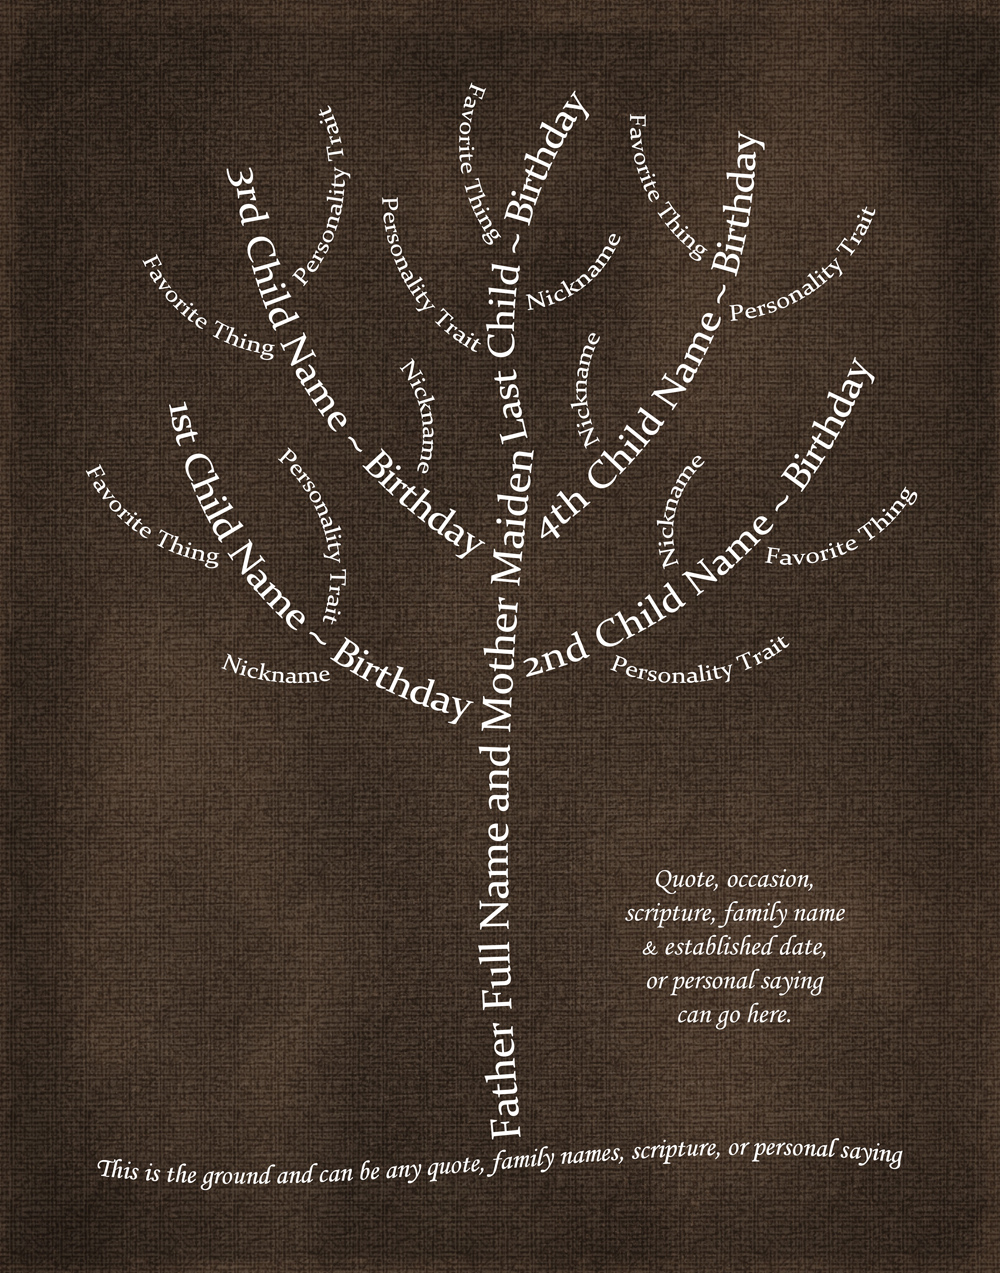 Favorite Thing
Personality Trait
3rd Child Name ~ Birthday
Favorite Thing
Personality Trait
Nickname
Father Full Name and Mother Maiden Last Child ~ Birthday
Nickname
Favorite Thing
Personality Trait
4th Child Name ~ Birthday
Nickname
Favorite Thing
1st Child Name ~ Birthday
Personality Trait
Nickname
2nd Child Name ~ Birthday
Nickname
Favorite Thing
Personality Trait
Quote, occasion,
scripture, family name
& established date,
or personal saying
can go here.
This is the ground and can be any quote, family names, scripture, or personal saying